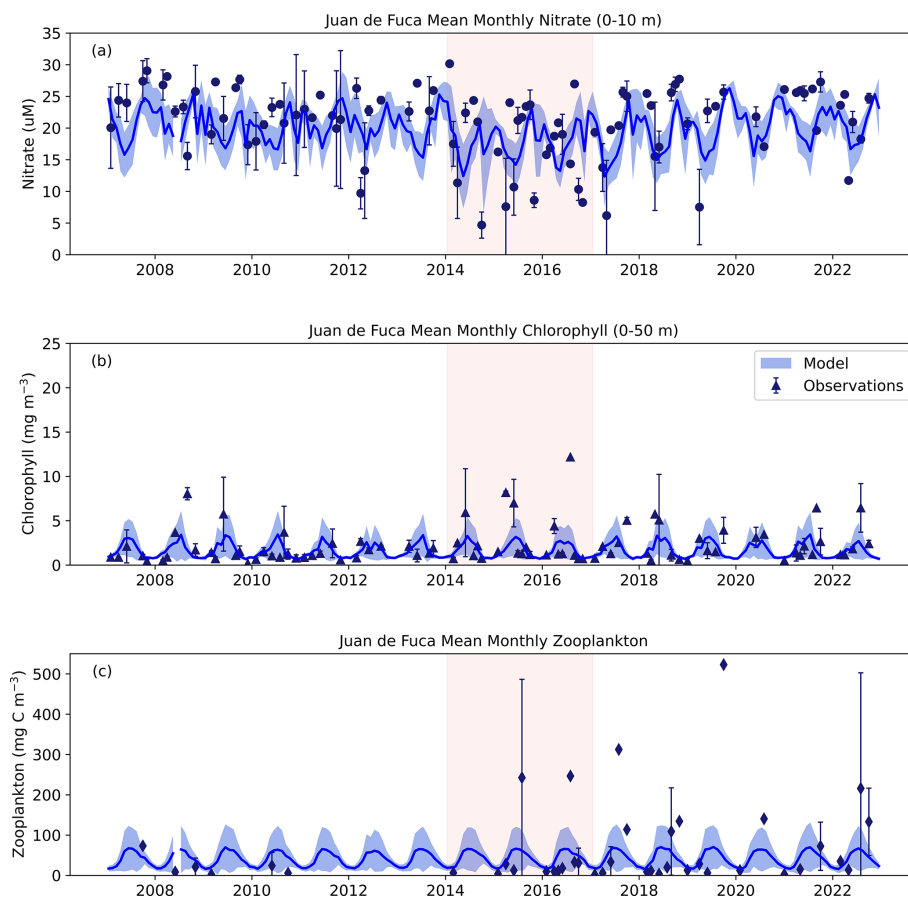 Juan de Fuca Mean Monthly Nitrate (0-10 m)
(a)
Nitrate (uM)
35
30
25
20
15
10
5
0
2008 2010 2012 2014 2016 2018 2020 2022
Juan de Fuca Mean Monthly Chlorophyll (0-50 m)
(b)
Model
Observations
Chlorophyll (mg m⁻³)
25
20
15
10
5
0
2008 2010 2012 2014 2016 2018 2020 2022
Juan de Fuca Mean Monthly Zooplankton
(c)
Zooplankton (mg C m⁻³)
500
400
300
200
100
0
2008 2010 2012 2014 2016 2018 2020 2022